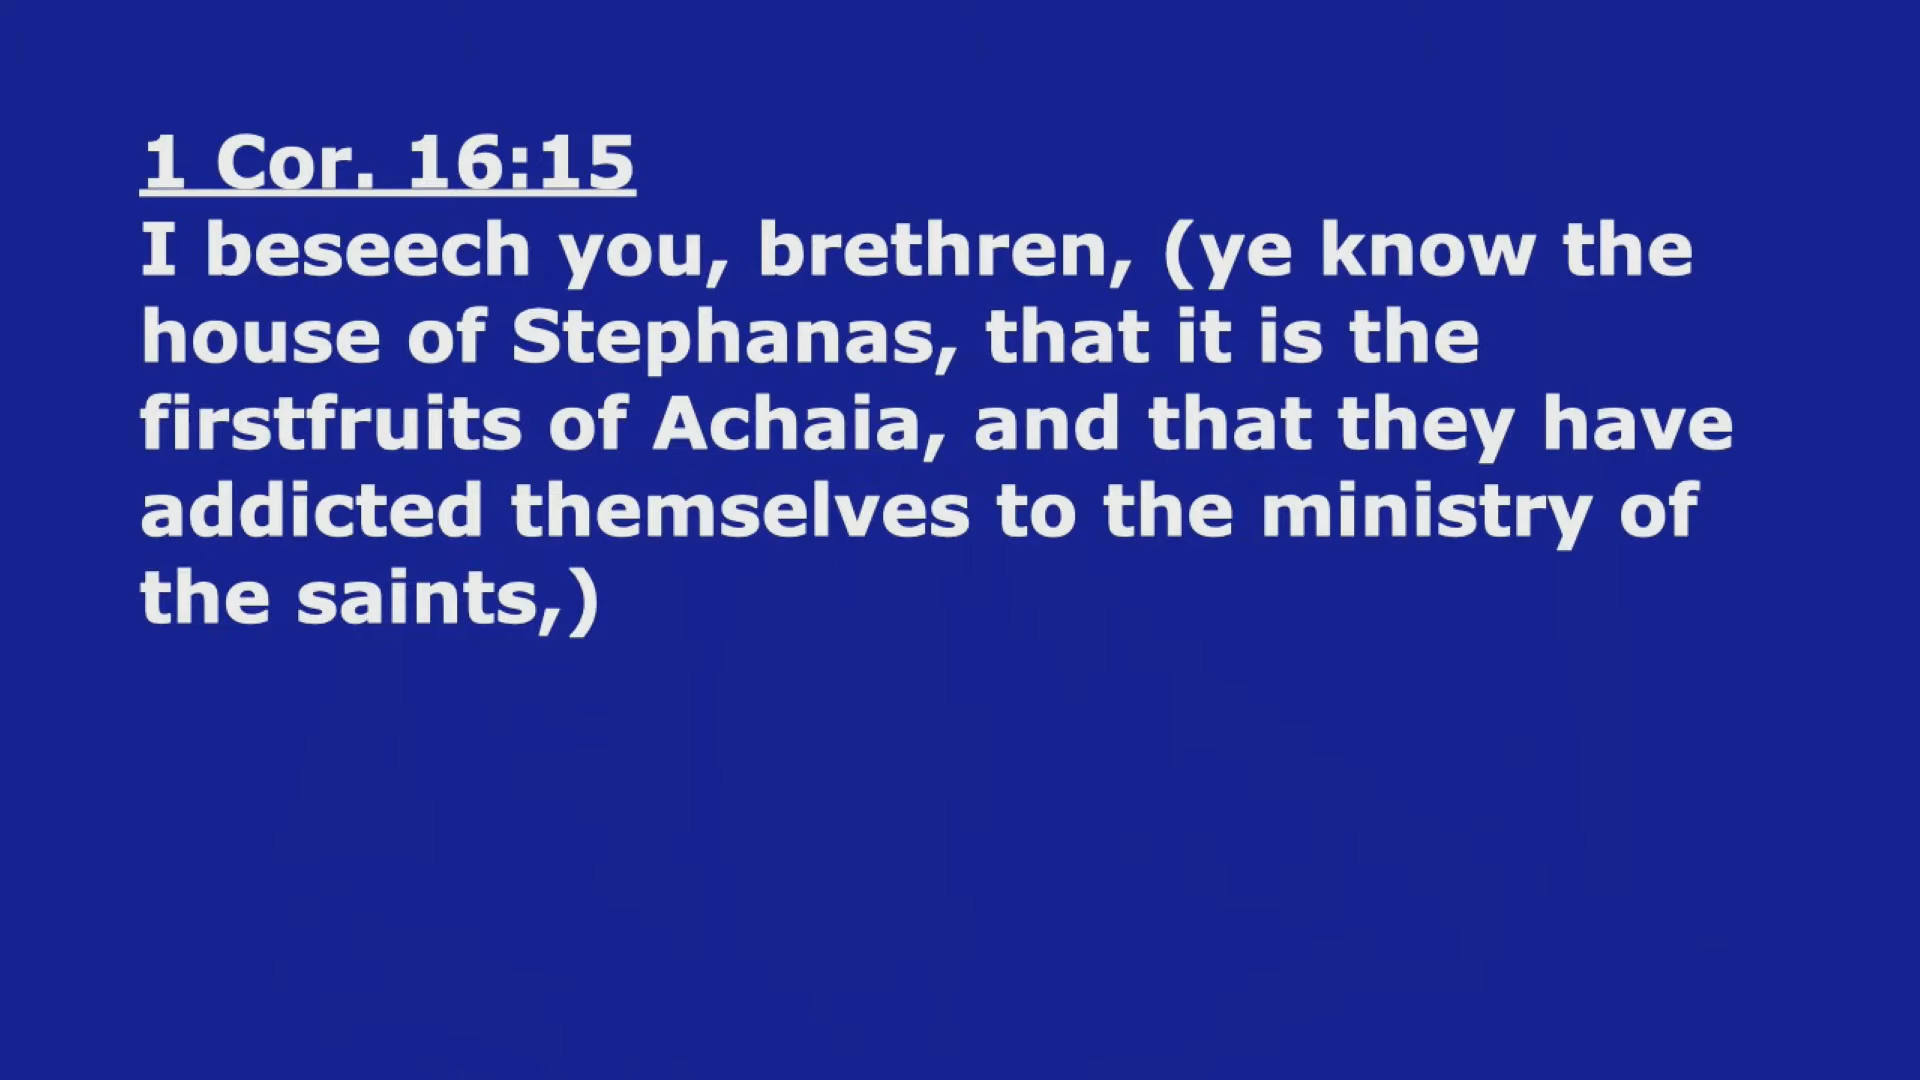 1 Cor. 16:15
I beseech you, brethren, (ye know the
house of Stephanas, that it is the
firstfruits of Achaia, and that they have
addicted themselves to the ministry of
the saints,)